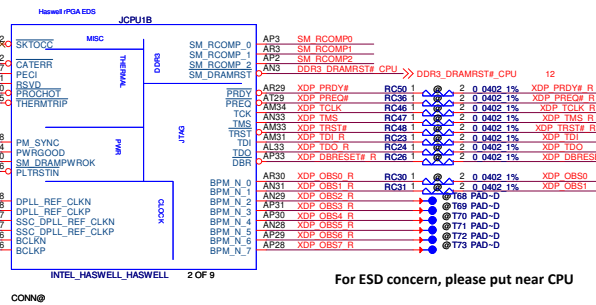 Haswell rPGA EDS
JCPU1B
MISC
THERMAL
DDR3
JTAG
PWR
CLOCK
SKTOCC
CATERR
PECI
RSVD
PROCHOT
THERMTRIP
PM_SYNC
PWRGOOD
SM_DRAMPWROK
PLTRSTIN
DPLL_REF_CLKN
DPLL_REF_CLKP
SSC_DPLL_REF_CLKN
SSC_DPLL_REF_CLKP
BCLKN
BCLKP
SM_RCOMP_0 AP3 SM_RCOMP0
SM_RCOMP_1 AR3 SM_RCOMP1
SM_RCOMP_2 AP2 SM_RCOMP2
SM_DRAMRST AN3 DDR3_DRAMRST#_CPU DDR3_DRAMRST#_CPU 12
PRDY AR29 XDP_PRDY# RC50 1 @ 2 0_0402_1% XDP_PRDY#_R
PREQ AT29 XDP_PREQ# RC36 1 @ 2 0_0402_1% XDP_PREQ#_R
TCK AM34 XDP_TCLK RC46 1 @ 2 0_0402_1% XDP_TCLK_R
TMS AN33 XDP_TMS RC47 1 @ 2 0_0402_1% XDP_TMS_R
TRST AM33 XDP_TRST# RC48 1 @ 2 0_0402_1% XDP_TRST#_R
TDI AM31 XDP_TDI_R RC23 1 @ 2 0_0402_1% XDP_TDI
TDO AL33 XDP_TDO_R RC24 1 @ 2 0_0402_1% XDP_TDO
DBR AP33 XDP_DBRESET#_R RC26 1 @ 2 0_0402_1% XDP_DBRES
BPM_N_0 AR30 XDP_OBS0_R RC30 1 @ 2 0_0402_1% XDP_OBS0
BPM_N_1 AN31 XDP_OBS1_R RC31 1 @ 2 0_0402_1% XDP_OBS1
BPM_N_2 AN29 XDP_OBS2_R @T68 PAD~D
BPM_N_3 AP31 XDP_OBS3_R @T69 PAD~D
BPM_N_4 AP30 XDP_OBS4_R @T70 PAD~D
BPM_N_5 AN28 XDP_OBS5_R @T71 PAD~D
BPM_N_6 AP29 XDP_OBS6_R @T72 PAD~D
BPM_N_7 AP28 XDP_OBS7_R @T73 PAD~D
INTEL_HASWELL_HASWELL 2 OF 9
For ESD concern, please put near CPU
CONN@